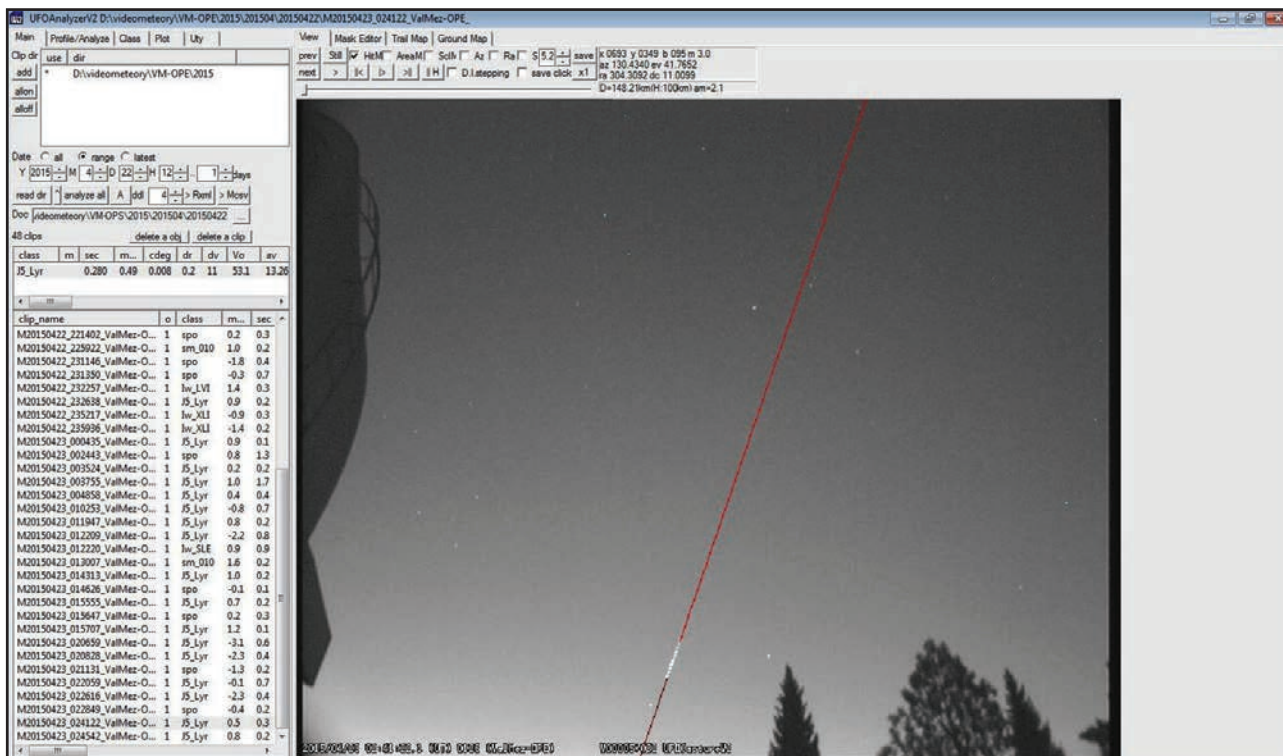 UFOAnalyzerV2 D:\videometeory\VM-OPE\2015\201504\20150422\M20150423_024122_ValMez-OPE_
Main Profile/Analyze Class Plot Uty
Clip dir use dir
add * D:\videometeory\VM-OPE\2015
allon
alloff
Date all range latest
Y 2015 M 4 D 22 H 12 - 1 days
read dir * analyze all A ddl 4 > Rxml > Mcsv
Doc videometeory\VM-OPS\2015\201504\20150422 ...
48 clips delete a obj delete a clip
class m sec m... cdeg dr dv Vo av
J5_Lyr 0.280 0.49 0.008 0.2 11 53.1 13.26
clip_name o class m... sec
M20150422_221402_ValMez-O... 1 spo 0.2 0.3
M20150422_225922_ValMez-O... 1 sm_010 1.0 0.2
M20150422_231146_ValMez-O... 1 spo -1.8 0.4
M20150422_231350_ValMez-O... 1 spo -0.3 0.7
M20150422_232257_ValMez-O... 1 Iw_LVI 1.4 0.3
M20150422_232638_ValMez-O... 1 J5_Lyr 0.9 0.2
M20150422_235217_ValMez-O... 1 Iw_XLI -0.9 0.3
M20150422_235936_ValMez-O... 1 Iw_XLI -1.4 0.2
M20150423_000435_ValMez-O... 1 J5_Lyr 0.9 0.1
M20150423_002443_ValMez-O... 1 spo 0.8 1.3
M20150423_003524_ValMez-O... 1 J5_Lyr 0.2 0.2
M20150423_003755_ValMez-O... 1 J5_Lyr 1.0 1.7
M20150423_004858_ValMez-O... 1 J5_Lyr 0.4 0.4
M20150423_010253_ValMez-O... 1 J5_Lyr -0.8 0.7
M20150423_011947_ValMez-O... 1 J5_Lyr 0.8 0.2
M20150423_012209_ValMez-O... 1 J5_Lyr -2.2 0.8
M20150423_012220_ValMez-O... 1 Iw_SLE 0.9 0.9
M20150423_013007_ValMez-O... 1 sm_010 1.6 0.2
M20150423_014313_ValMez-O... 1 J5_Lyr 1.0 0.2
M20150423_014626_ValMez-O... 1 spo -0.1 0.1
M20150423_015555_ValMez-O... 1 J5_Lyr 0.7 0.2
M20150423_015647_ValMez-O... 1 spo 0.2 0.3
M20150423_015707_ValMez-O... 1 J5_Lyr 1.2 0.1
M20150423_020659_ValMez-O... 1 J5_Lyr -3.1 0.6
M20150423_020828_ValMez-O... 1 J5_Lyr -2.3 0.4
M20150423_021131_ValMez-O... 1 spo -1.3 0.2
M20150423_022059_ValMez-O... 1 J5_Lyr -0.1 0.7
M20150423_022616_ValMez-O... 1 J5_Lyr -2.3 0.4
M20150423_022849_ValMez-O... 1 spo -0.4 0.2
M20150423_024122_ValMez-O... 1 J5_Lyr 0.5 0.3
M20150423_024542_ValMez-O... 1 J5_Lyr 0.8 0.2
View Mask Editor Trail Map Ground Map
prev Still HitM AreaM SclM Az Ra S 5.2 save
next > |< |> >| || H D.I.stepping save click x1
x 0693 y 0349 b 095 m 3.0
az 130.4340 ev 41.7652
ra 304.3092 dc 11.0099
D=148.21km(H:100km) am=2.1